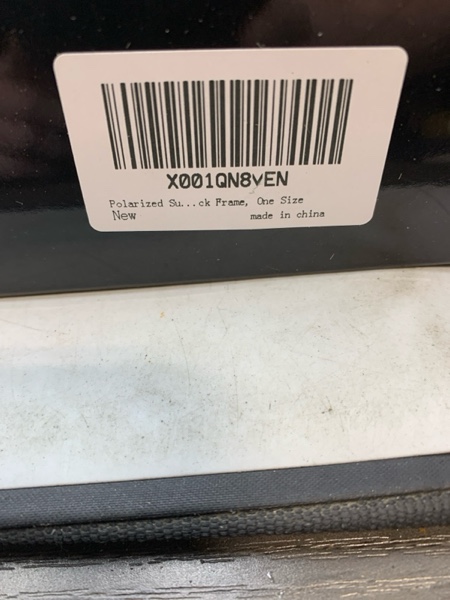 X001QN8vEN
Polarized Su...ck Frame, One Size
New made in china